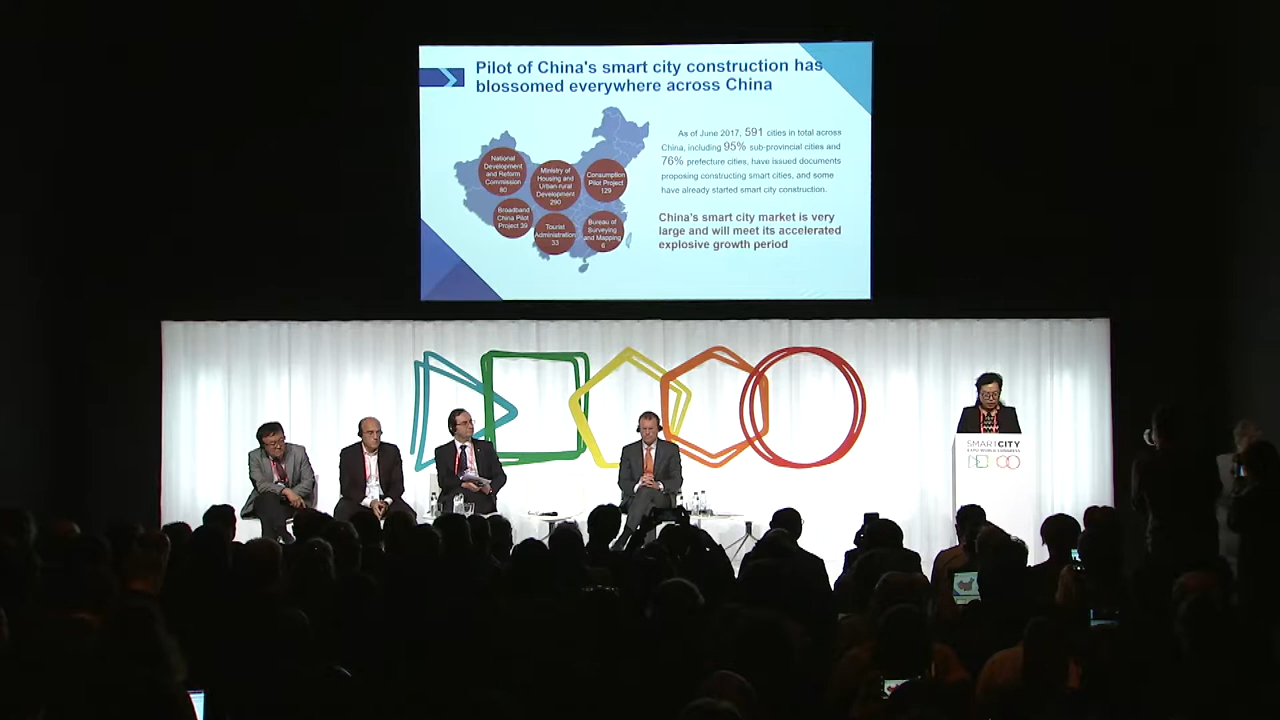 Pilot of China's smart city construction has
blossomed everywhere across China
As of June 2017, 591 cities in total across
China, including 95% sub-provincial cities and
76% prefecture cities, have issued documents
proposing constructing smart cities, and some
have already started smart city construction.
China's smart city market is very
large and will meet its accelerated
explosive growth period
National
Development
and Reform
Commission
80
Ministry of
Housing and
Urban-rural
Development
290
Consumption
Pilot Project
129
Broadband
China Pilot
Project 39
Tourist
Administration
33
Bureau of
Surveying
and Mapping
6
SMARTCITY
EXPO WORLD CONGRESS